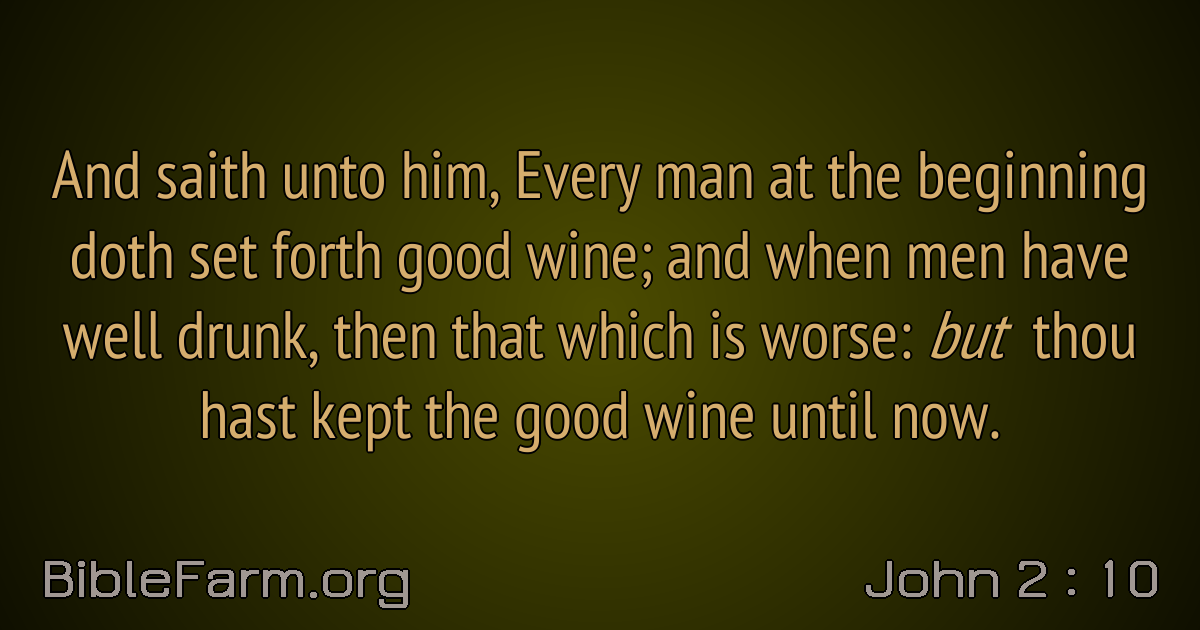 And saith unto him, Every man at the beginning
doth set forth good wine; and when men have
well drunk, then that which is worse: but thou
hast kept the good wine until now.
BibleFarm.org
John 2 : 10